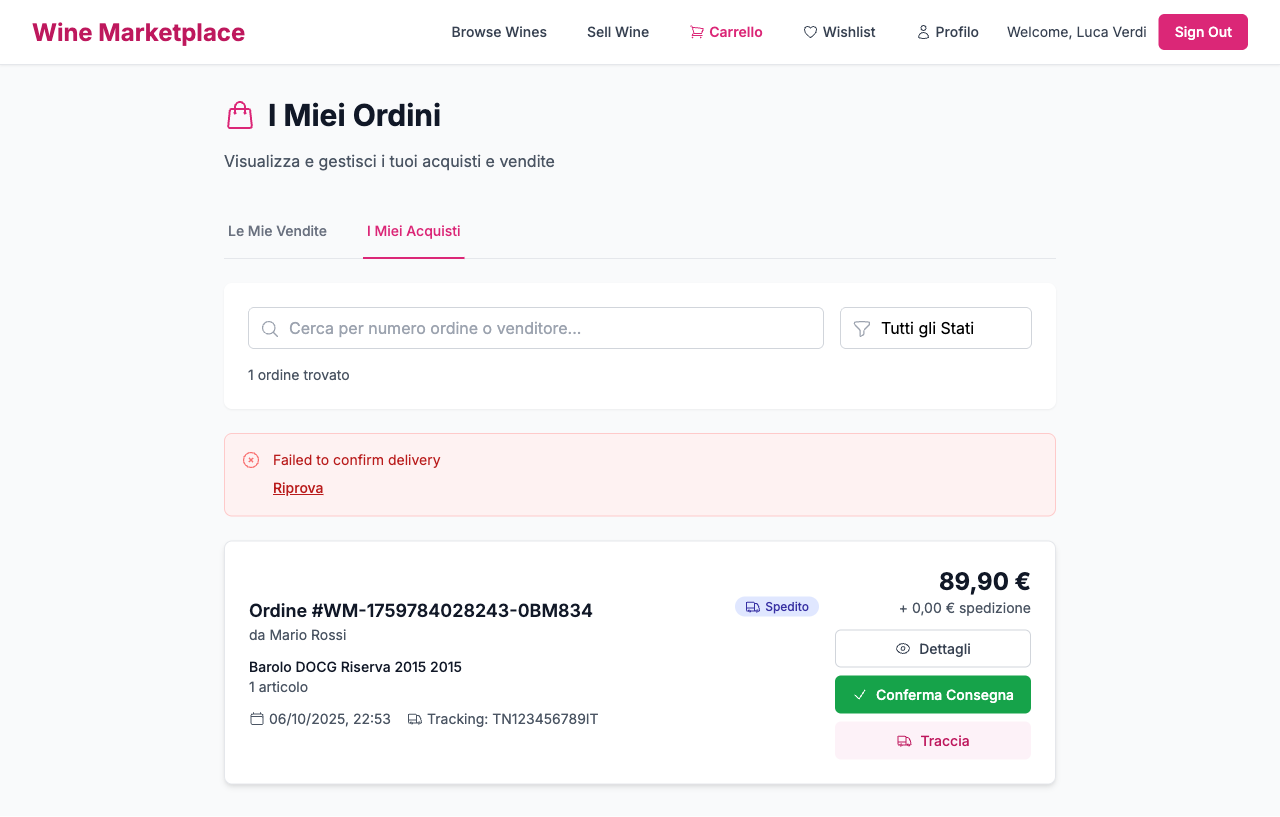 Wine Marketplace
Browse Wines
Sell Wine
Carrello
Wishlist
Profilo
Welcome, Luca Verdi
Sign Out
I Miei Ordini
Visualizza e gestisci i tuoi acquisti e vendite
Le Mie Vendite
I Miei Acquisti
Cerca per numero ordine o venditore...
Tutti gli Stati
1 ordine trovato
Failed to confirm delivery
Riprova
Ordine #WM-1759784028243-0BM834
da Mario Rossi
Barolo DOCG Riserva 2015 2015
1 articolo
06/10/2025, 22:53
Tracking: TN123456789IT
Spedito
89,90 €
+ 0,00 € spedizione
Dettagli
Conferma Consegna
Traccia